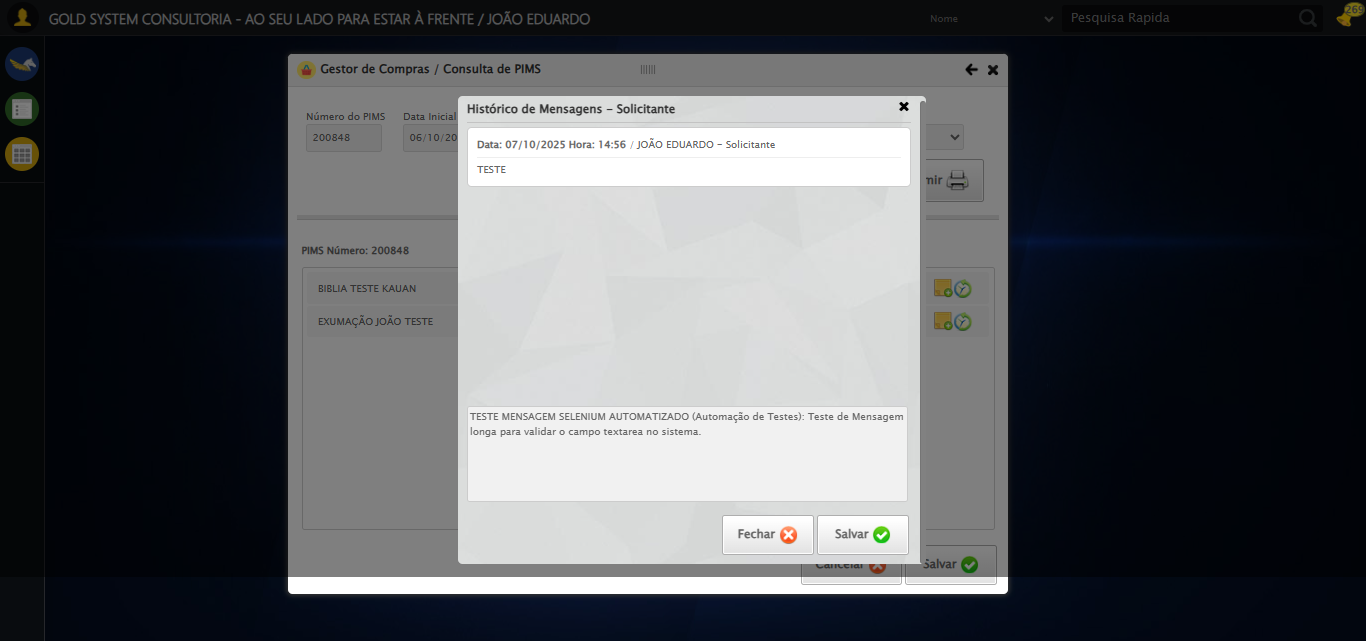 GOLD SYSTEM CONSULTORIA - AO SEU LADO PARA ESTAR À FRENTE / JOÃO EDUARDO
Nome
Pesquisa Rapida
269
Gestor de Compras / Consulta de PIMS
Número do PIMS
Data Inicial
200848
06/10/20
mir
Histórico de Mensagens - Solicitante
Data: 07/10/2025 Hora: 14:56 / JOÃO EDUARDO - Solicitante
TESTE
PIMS Número: 200848
BIBLIA TESTE KAUAN
EXUMAÇÃO JOÃO TESTE
TESTE MENSAGEM SELENIUM AUTOMATIZADO (Automação de Testes): Teste de Mensagem
longa para validar o campo textarea no sistema.
Fechar
Salvar
Cancelar
Salvar